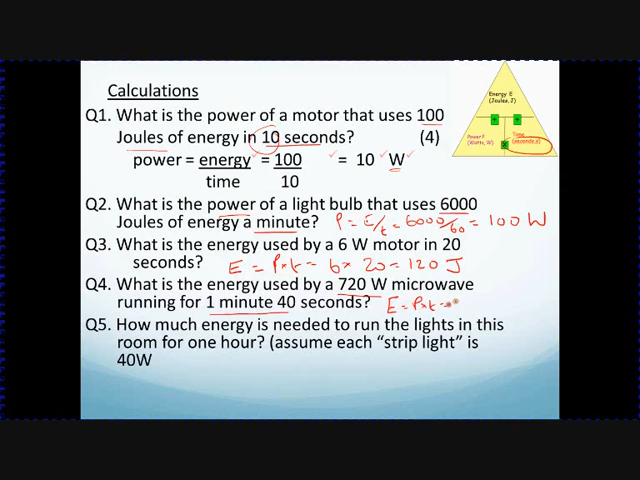 Calculations
Energy E
(Joules, J)
Power P
(Watts, W)
Time
(seconds, s)
Q1. What is the power of a motor that uses 100
Joules of energy in 10 seconds? (4)
power = energy = 100 = 10 W
time 10
Q2. What is the power of a light bulb that uses 6000
Joules of energy a minute? P = E/t = 6000/60 = 100 W
Q3. What is the energy used by a 6 W motor in 20
seconds? E = P×t = 6 × 20 = 120 J
Q4. What is the energy used by a 720 W microwave
running for 1 minute 40 seconds? E = P×t =
Q5. How much energy is needed to run the lights in this
room for one hour? (assume each “strip light” is
40W